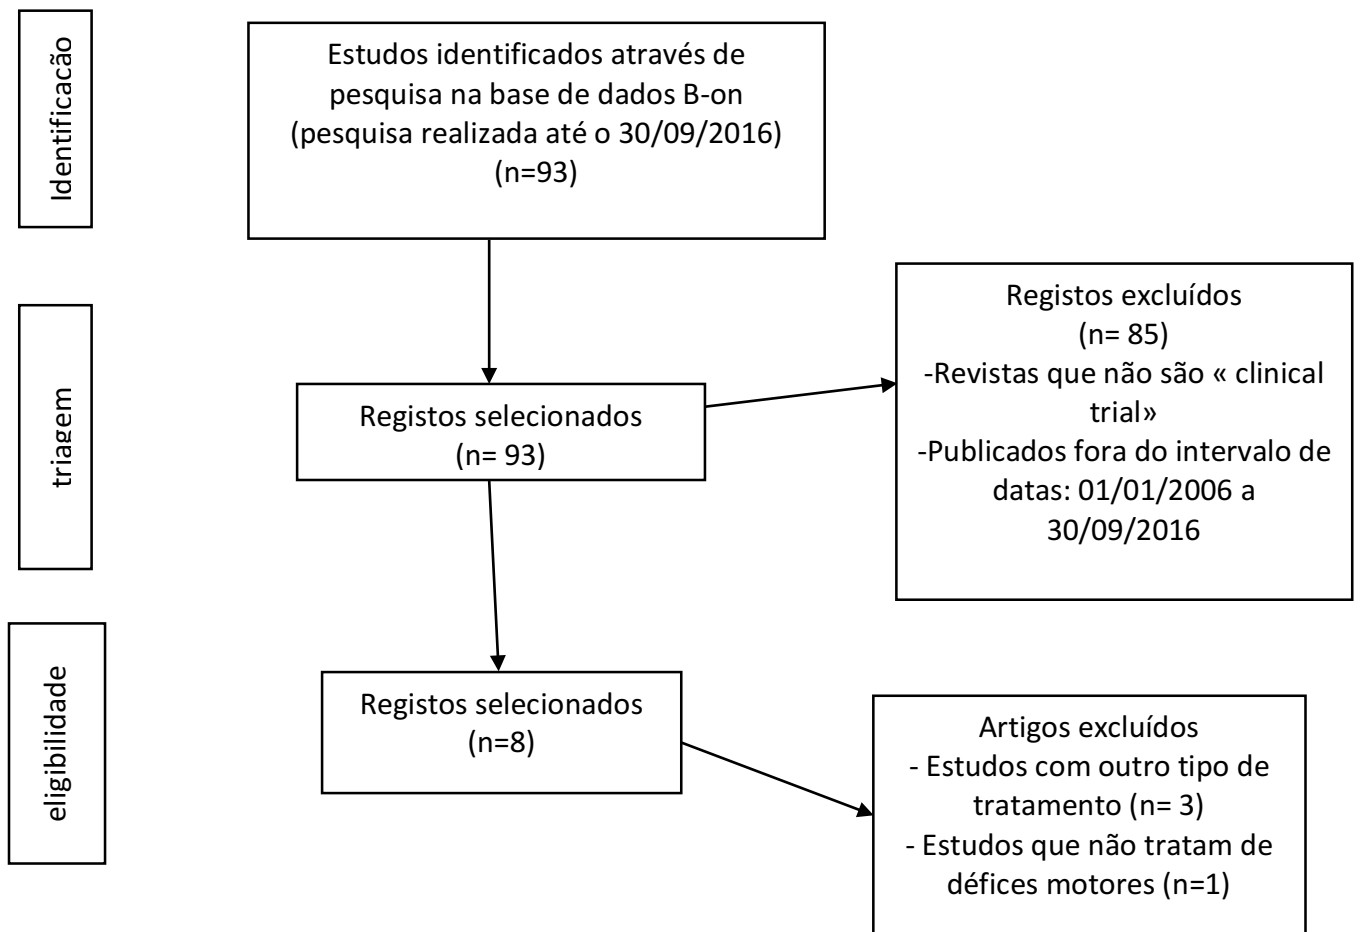 Identificacão
Estudos identificados através de
pesquisa na base de dados B-on
(pesquisa realizada até o 30/09/2016)
(n=93)
triagem
Registos selecionados
(n= 93)
Registos excluídos
(n= 85)
-Revistas que não são « clinical
trial»
-Publicados fora do intervalo de
datas: 01/01/2006 a
30/09/2016
eligibilidade
Registos selecionados
(n=8)
Artigos excluídos
- Estudos com outro tipo de
tratamento (n= 3)
- Estudos que não tratam de
défices motores (n=1)